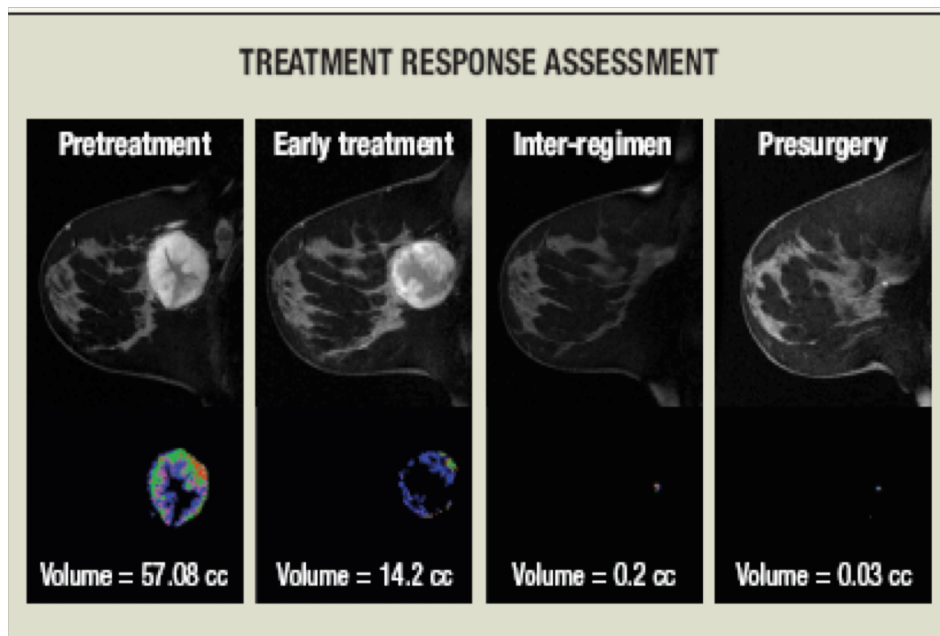 TREATMENT RESPONSE ASSESSMENT
Pretreatment
Early treatment
Inter-regimen
Presurgery
Volume = 57.08 cc
Volume = 14.2 cc
Volume = 0.2 cc
Volume = 0.03 cc